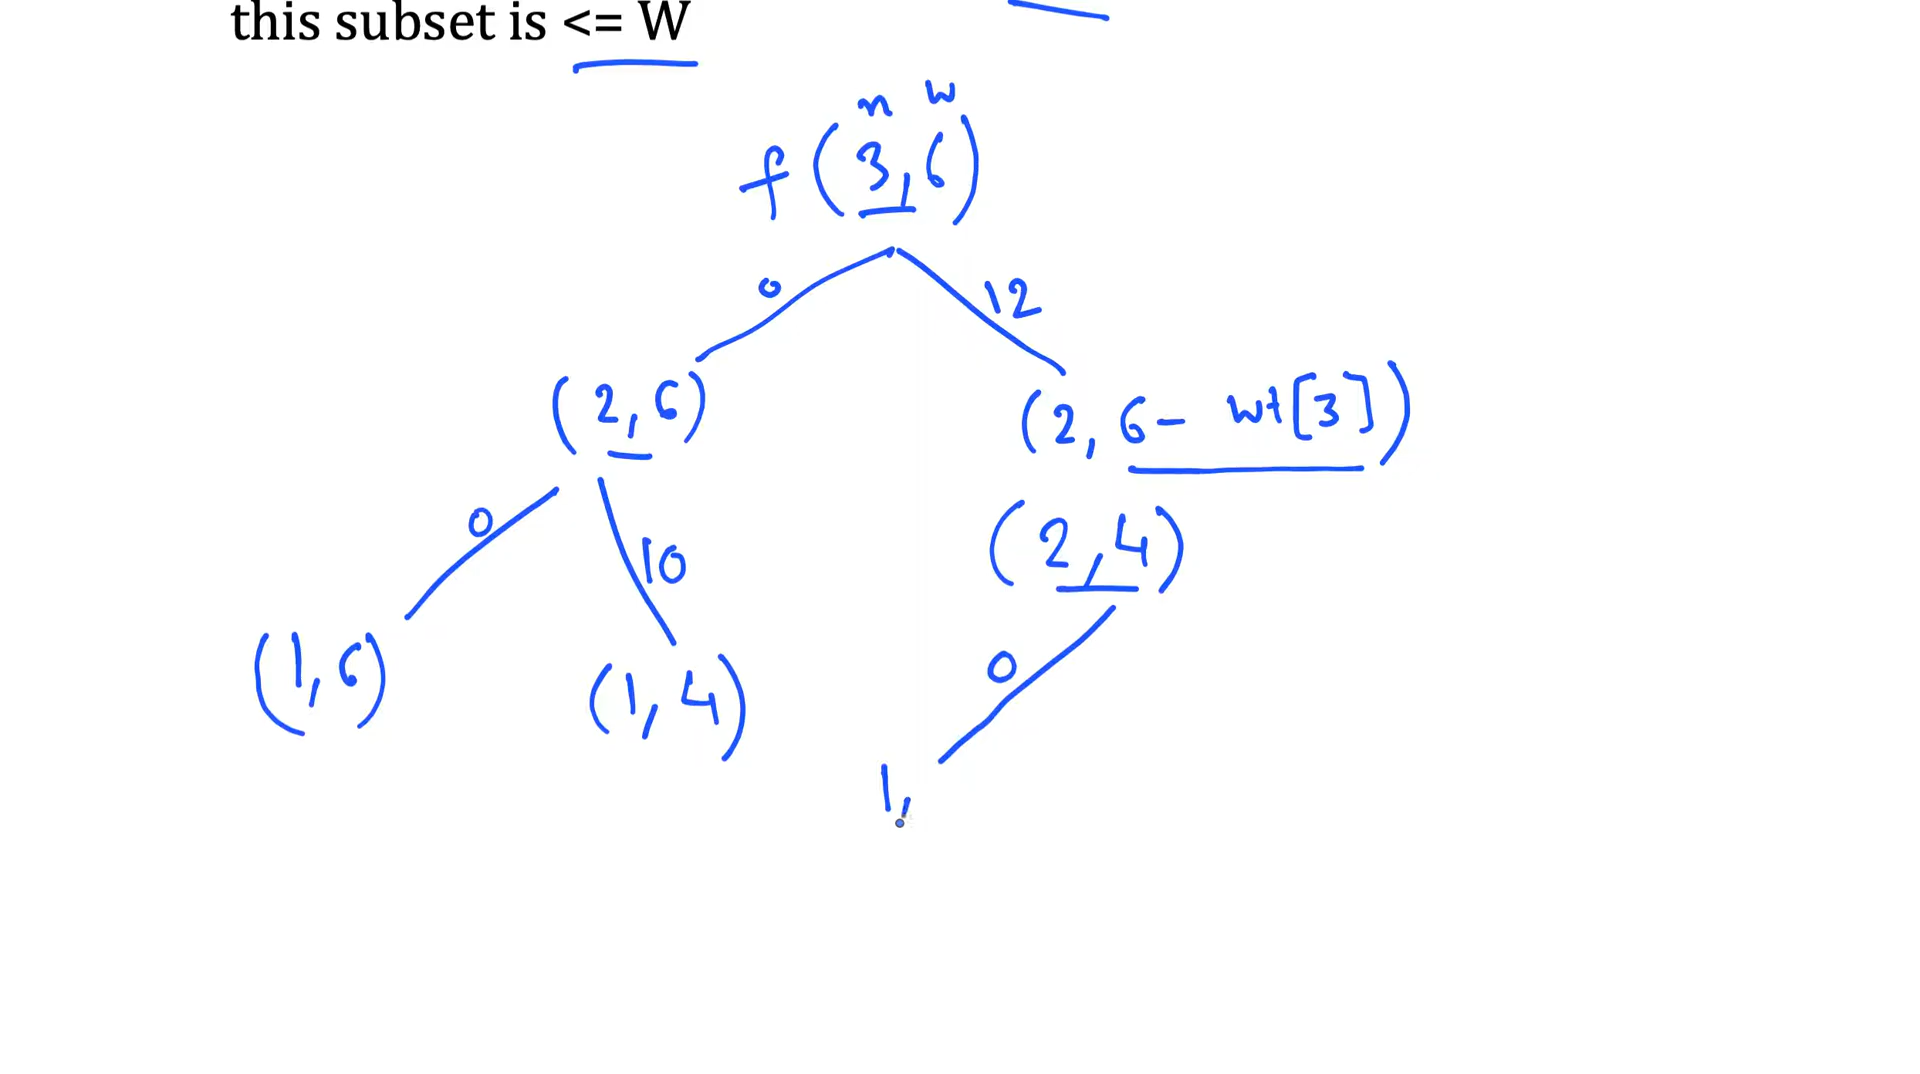 this subset is <= W
n w
f (3,6)
0 12
(2,6) (2, 6- wt[3])
0 10 (2,4)
0
(1,6) (1,4)
1,